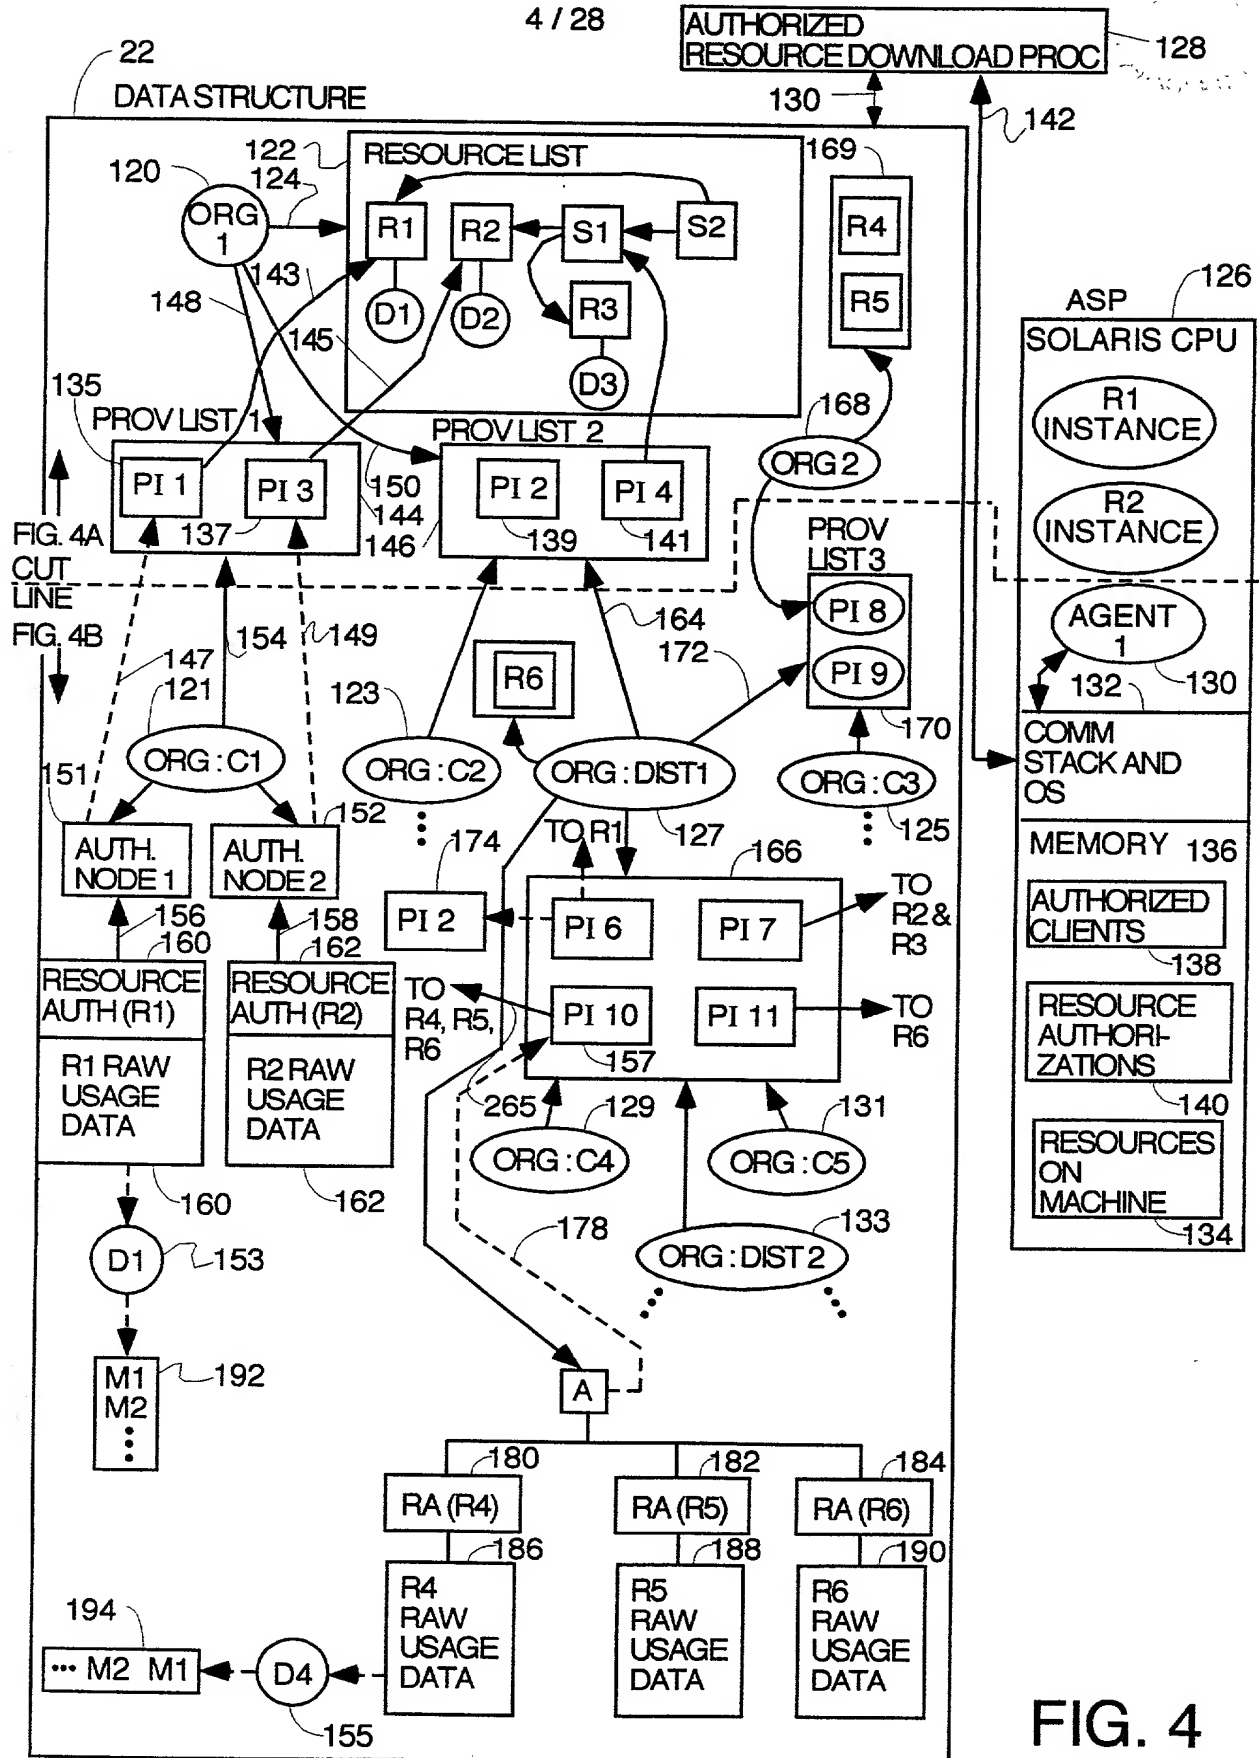 4 / 28
AUTHORIZED
RESOURCE DOWNLOAD PROC
128
22
DATA STRUCTURE
130
142
122
RESOURCE LIST
169
120
124
ORG
1
R1
R2
S1
S2
R4
143
148
D1
D2
R3
R5
126
ASP
SOLARIS CPU
145
D3
R1
INSTANCE
135
PROV LIST 1
PROV LIST 2
168
ORG 2
PI 1
PI 3
150
PI 2
PI 4
R2
INSTANCE
137
144
146
139
141
PROV
LIST 3
FIG. 4A
CUT
LINE
FIG. 4B
154
149
164
PI 8
AGENT
1
147
172
R6
PI 9
132
130
121
123
170
COMM
STACK AND
OS
ORG : C1
ORG : C2
ORG : DIST1
ORG : C3
151
152
127
125
TO R1
174
166
MEMORY
136
AUTH.
NODE 1
AUTH.
NODE 2
TO
R2 &
R3
AUTHORIZED
CLIENTS
PI 2
PI 6
PI 7
156
158
160
162
138
RESOURCE
AUTH (R1)
RESOURCE
AUTH (R2)
TO
R4, R5,
R6
PI 10
PI 11
TO
R6
RESOURCE
AUTHORI-
ZATIONS
157
R1 RAW
USAGE
DATA
R2 RAW
USAGE
DATA
265
129
131
140
ORG : C4
ORG : C5
RESOURCES
ON
MACHINE
160
162
178
133
134
D1
153
ORG : DIST 2
M1
M2
192
A
180
182
184
RA (R4)
RA (R5)
RA (R6)
186
188
190
R4
RAW
USAGE
DATA
R5
RAW
USAGE
DATA
R6
RAW
USAGE
DATA
194
••• M2 M1
D4
155
FIG. 4